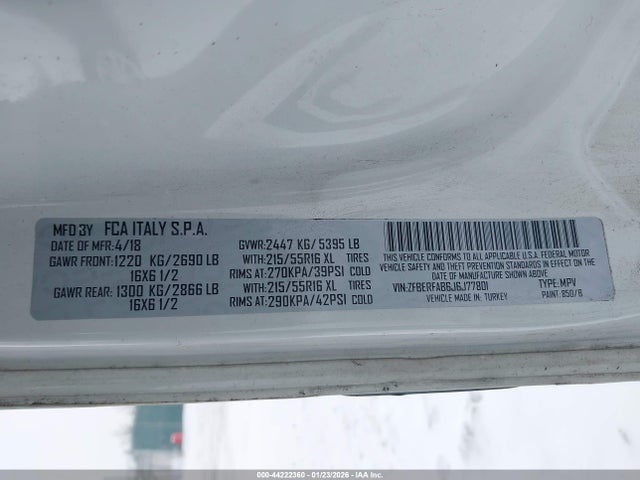 MFD BY FCA ITALY S.P.A.
DATE OF MFR: 4/18 GVWR: 2447 KG/ 5395 LB
GAWR FRONT: 1220 KG/2690 LB WITH: 215/55R16 XL TIRES
16X6 1/2 RIMS AT: 270KPA/39PSI COLD
GAWR REAR: 1300 KG/2866 LB WITH: 215/55R16 XL TIRES
16X6 1/2 RIMS AT: 290KPA/42PSI COLD
THIS VEHICLE CONFORMS TO ALL APPLICABLE U.S.A. FEDERAL MOTOR
VEHICLE SAFETY STANDARDS IN EFFECT ON THE
DATE OF MANUFACTURE SHOWN ABOVE.
VIN: ZFBERFAB6J6J77801 TYPE: MPV
VEHICLE MADE IN: TURKEY PAINT: 850/B
000-44222360 - 01/23/2026 - IAA Inc.